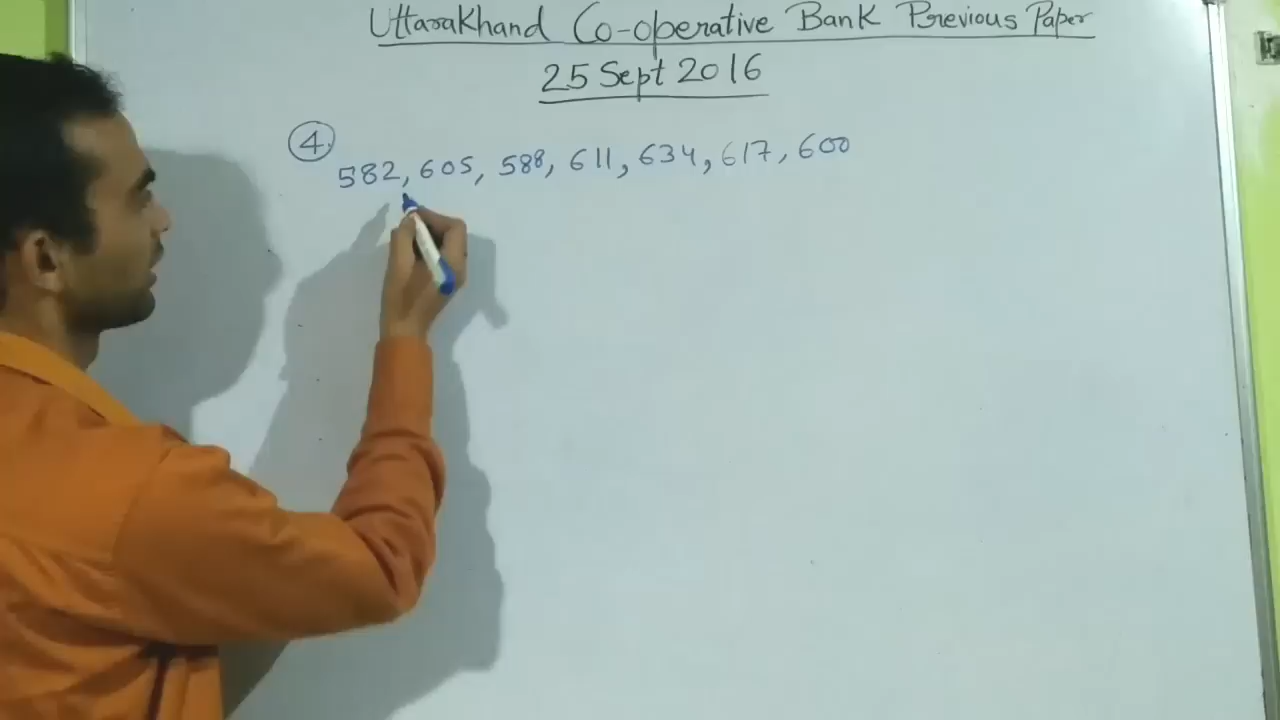 Uttarakhand Co-operative Bank Previous Paper
25 Sept 2016
4.
582, 605, 588, 611, 634, 617, 600